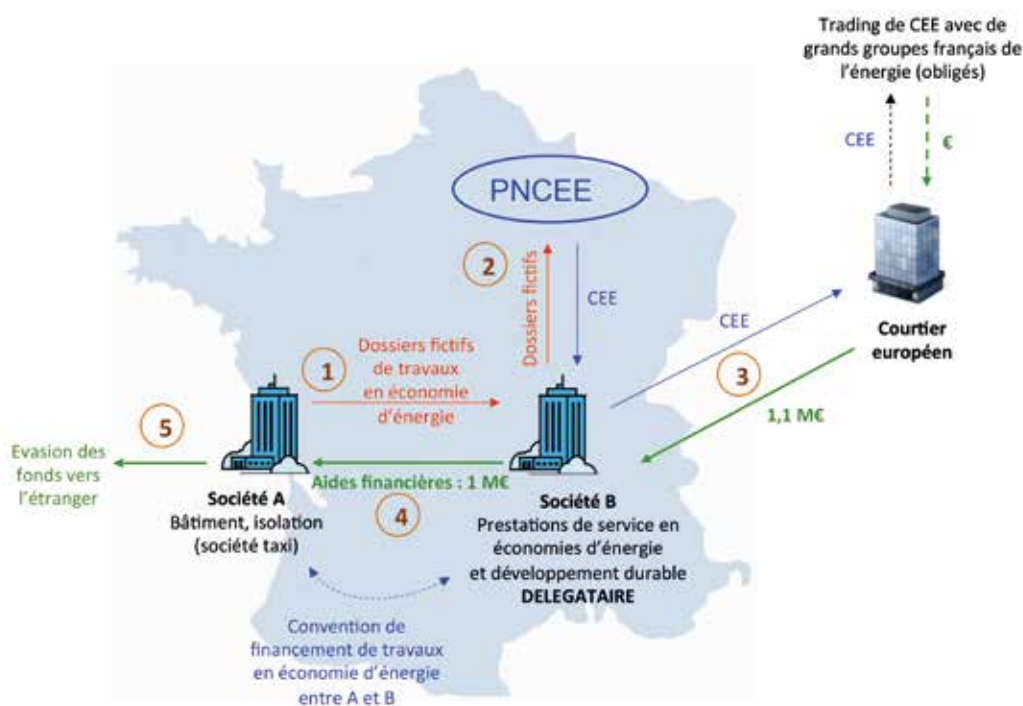 Trading de CEE avec de
grands groupes français de
l'énergie (obligés)
CEE
€
PNCEE
2
Dossiers fictifs
CEE
CEE
Courtier
européen
1
Dossiers fictifs
de travaux
en économie
d'énergie
3
1,1 M€
5
Evasion des
fonds vers
l'étranger
Aides financières : 1 M€
4
Société A
Bâtiment, isolation
(société taxi)
Société B
Prestations de service en
économies d'énergie
et développement durable
DELEGATAIRE
Convention de
financement de travaux
en économie d'énergie
entre A et B